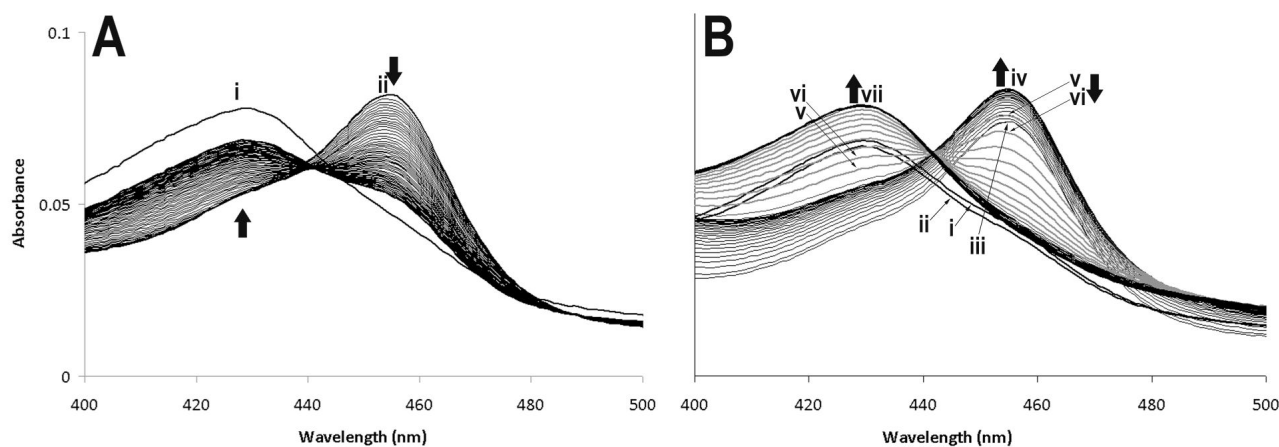 A
B
0.1
0.05
0
Absorbance
i
ii
400
420
440
460
480
500
Wavelength (nm)
vi
vii
v
iv
v
vi
ii
i
iii
400
420
440
460
480
500
Wavelength (nm)